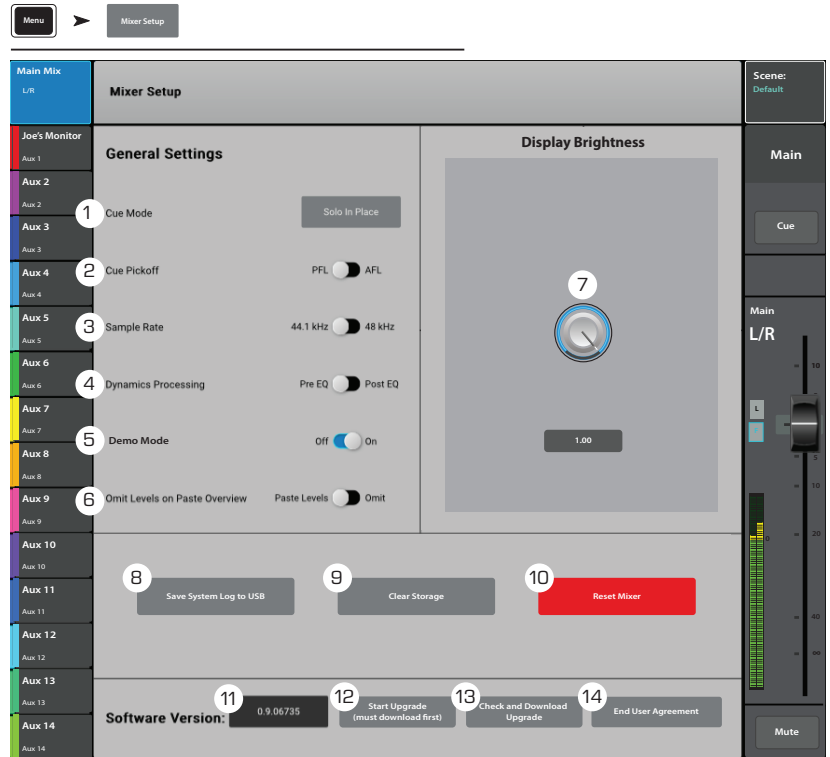 Menu
Mixer Setup
Main Mix
L/R
Mixer Setup
Scene:
Default
Joe's Monitor
Aux 1
Aux 2
Aux 2
Aux 3
Aux 3
Aux 4
Aux 4
Aux 5
Aux 5
Aux 6
Aux 6
Aux 7
Aux 7
Aux 8
Aux 8
Aux 9
Aux 9
Aux 10
Aux 10
Aux 11
Aux 11
Aux 12
Aux 12
Aux 13
Aux 13
Aux 14
Aux 14
General Settings
1 Cue Mode Solo In Place
2 Cue Pickoff PFL AFL
3 Sample Rate 44.1 kHz 48 kHz
4 Dynamics Processing Pre EQ Post EQ
5 Demo Mode Off On
6 Omit Levels on Paste Overview Paste Levels Omit
Display Brightness
7
1.00
8
Save System Log to USB
9
Clear Storage
10
Reset Mixer
Software Version:
11
0.9.06735
12
Start Upgrade
(must download first)
13
Check and Download
Upgrade
14
End User Agreement
Main
Cue
Main
L/R
10
L
5
10
0
20
40
∞
Mute